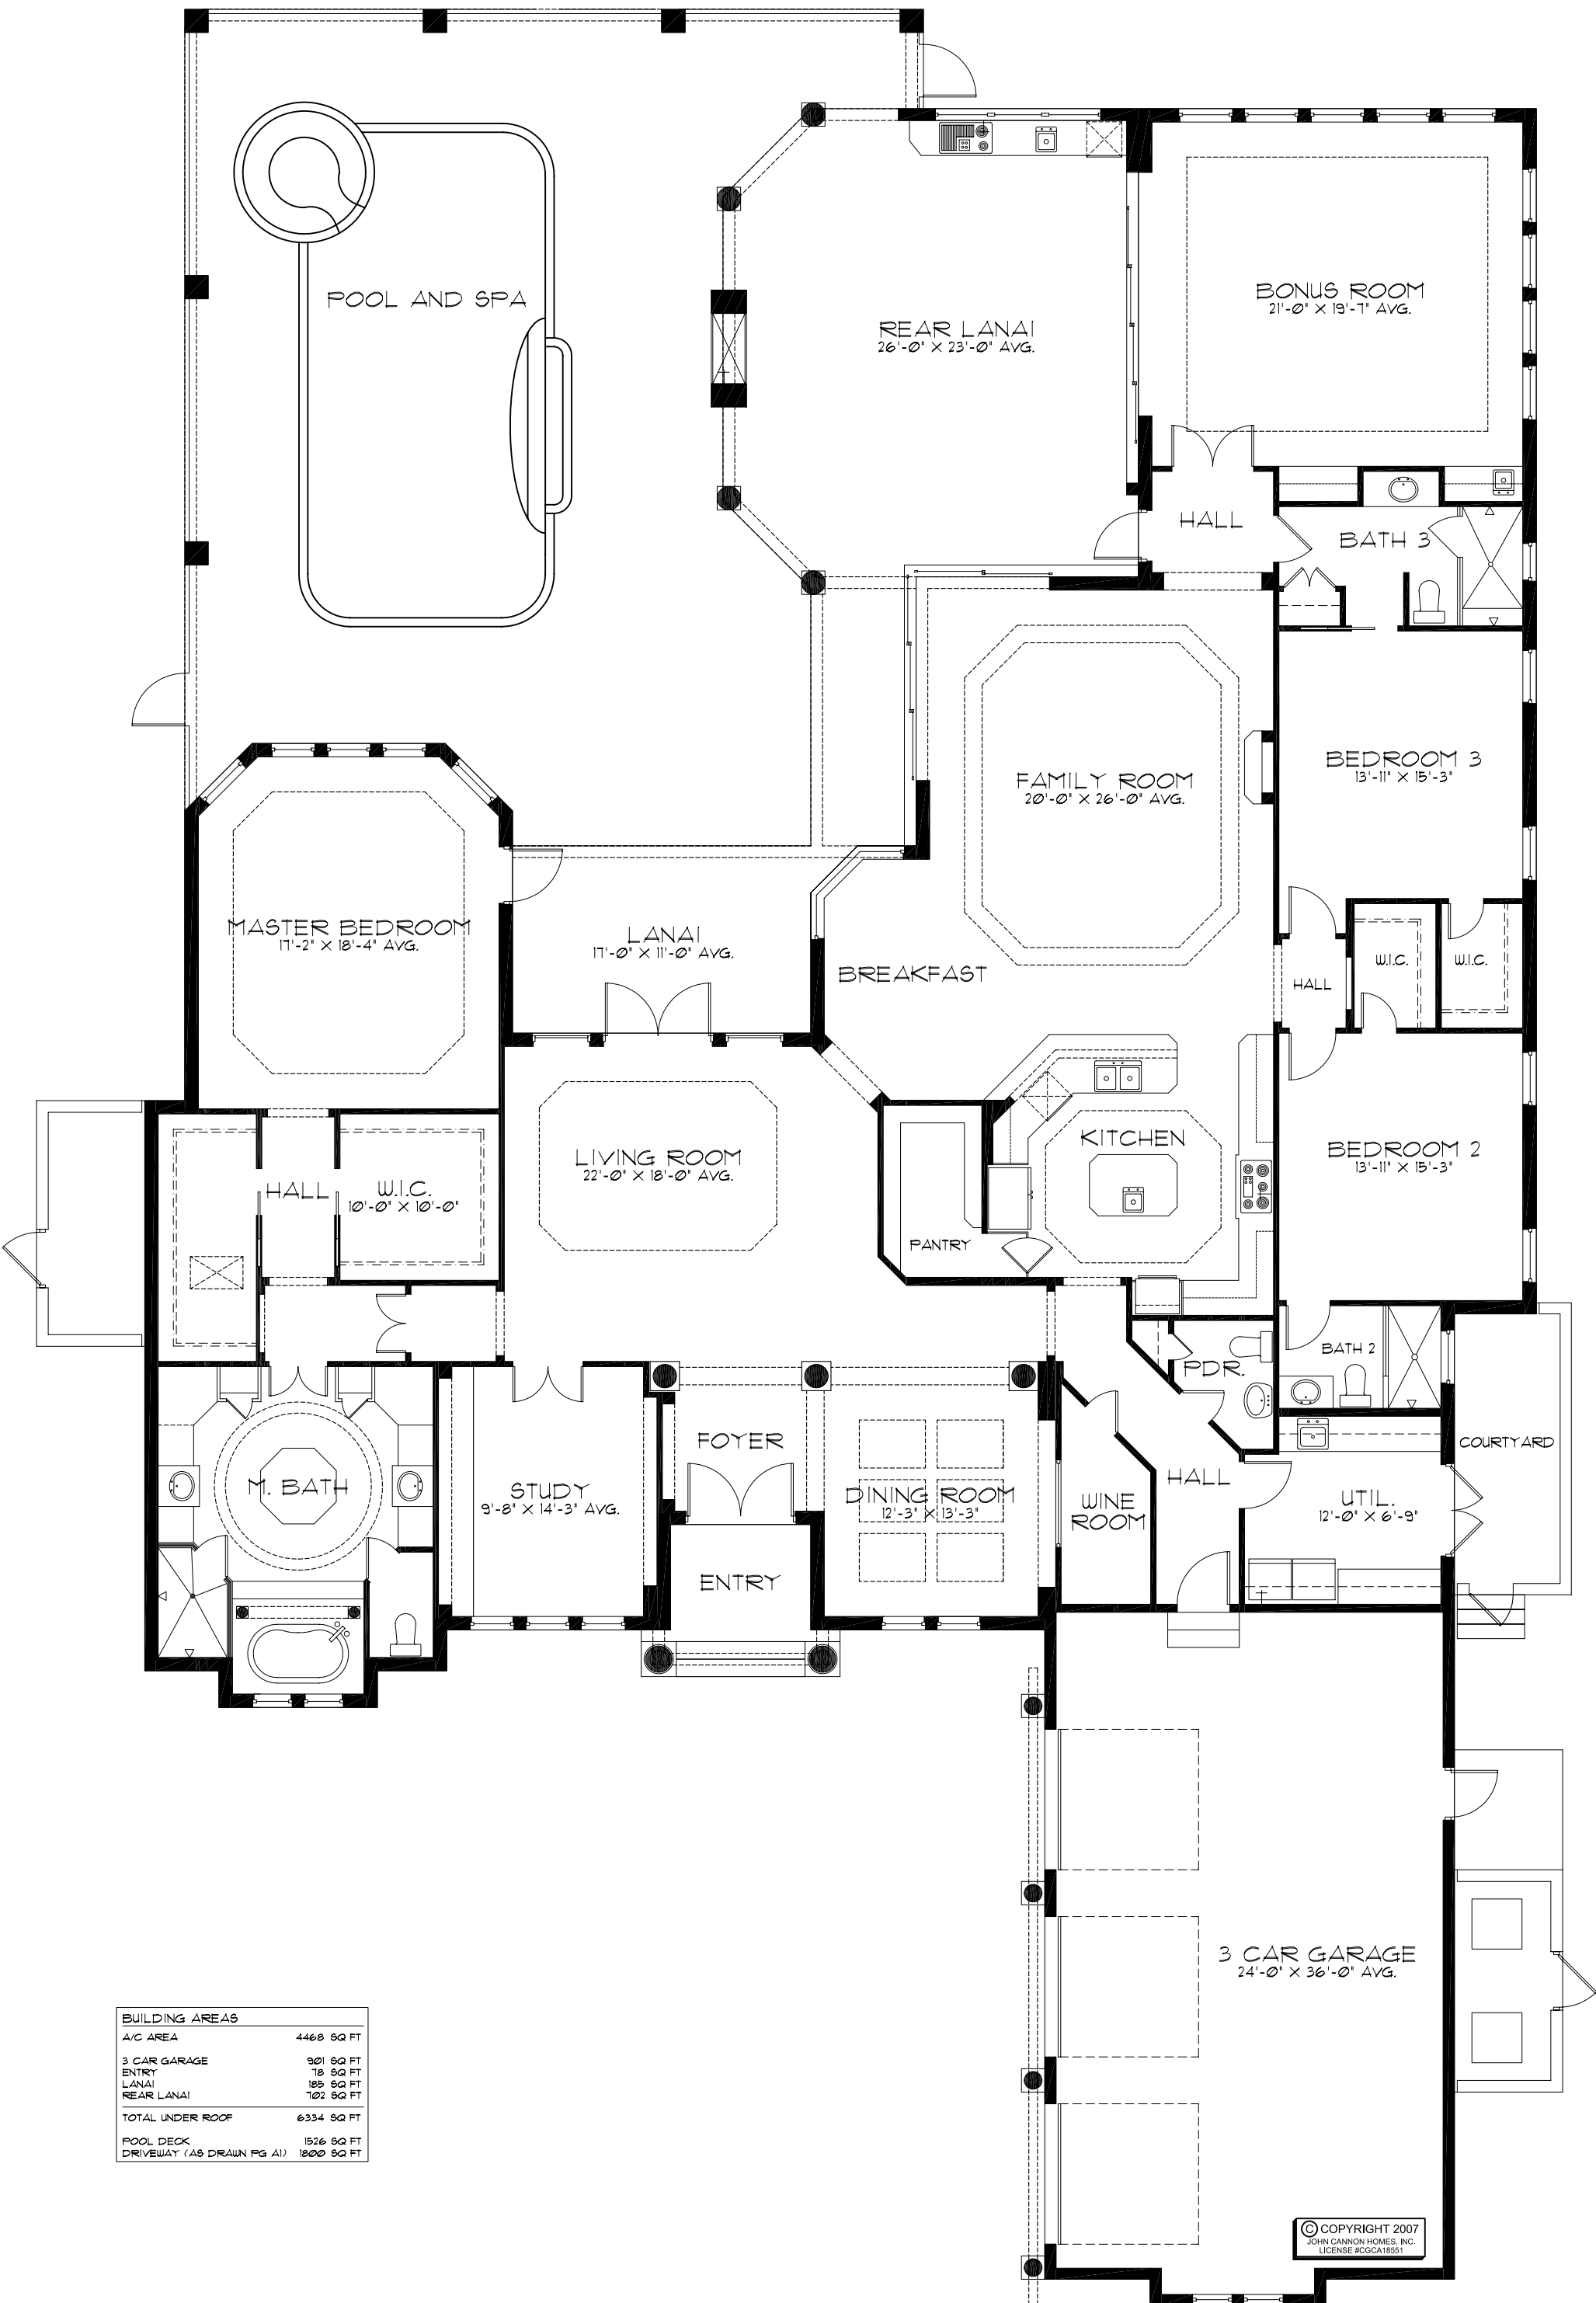 POOL AND SPA
BONUS ROOM
21'-0" X 19'-7" AVG.
REAR LANAI
26'-0" X 23'-0" AVG.
HALL
BATH 3
BEDROOM 3
13'-11" X 15'-3"
FAMILY ROOM
20'-0" X 26'-0" AVG.
MASTER BEDROOM
17'-2" X 18'-4" AVG.
LANAI
17'-0" X 11'-0" AVG.
BREAKFAST
W.I.C.
W.I.C.
HALL
KITCHEN
BEDROOM 2
13'-11" X 15'-3"
LIVING ROOM
22'-0" X 18'-0" AVG.
HALL
W.I.C.
10'-0" X 10'-0"
PANTRY
BATH 2
PDR.
FOYER
COURTYARD
M. BATH
STUDY
9'-8" X 14'-3" AVG.
DINING ROOM
12'-3" X 13'-3"
HALL
WINE
ROOM
UTIL.
12'-0" X 6'-9"
ENTRY
3 CAR GARAGE
24'-0" X 36'-0" AVG.
BUILDING AREAS
A/C AREA 4468 SQ FT
3 CAR GARAGE 901 SQ FT
ENTRY 78 SQ FT
LANAI 185 SQ FT
REAR LANAI 702 SQ FT
TOTAL UNDER ROOF 6334 SQ FT
POOL DECK 1526 SQ FT
DRIVEWAY (AS DRAWN PG A1) 1800 SQ FT
© COPYRIGHT 2007
JOHN CANNON HOMES, INC.
LICENSE #CGCA18551